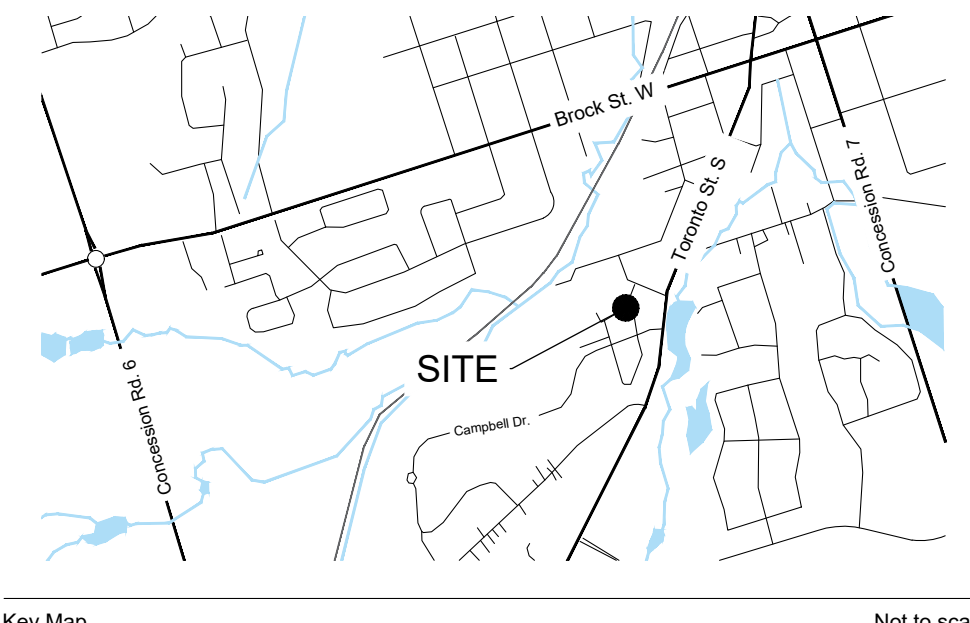 Brock St. W
Toronto St. S
Concession Rd. 7
SITE
Concession Rd. 6
Campbell Dr.
Key Map
Not to sca